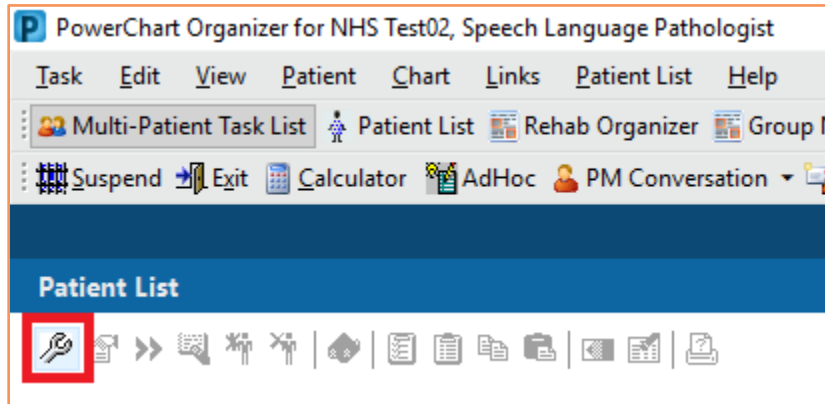 PowerChart Organizer for NHS Test02, Speech Language Pathologist
Task Edit View Patient Chart Links Patient List Help
Multi-Patient Task List Patient List Rehab Organizer Group
Suspend Exit Calculator AdHoc PM Conversation
Patient List